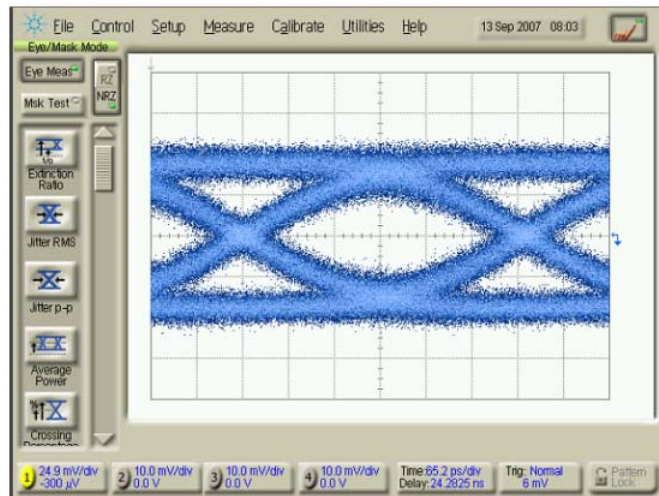 File Control Setup Measure Calibrate Utilities Help 13 Sep 2007 08:03
Eye/Mask Mode
Eye Meas
RZ
NRZ
Msk Test
Extinction
Ratio
Jitter RMS
Jitter p-p
Average
Power
Crossing
1 24.9 mV/div
-300 µV
2 10.0 mV/div
0.0 V
3 10.0 mV/div
0.0 V
4 10.0 mV/div
0.0 V
Time:65.2 ps/div
Delay:24.2825 ns
Trig: Normal
6 mV
Pattern
Lock